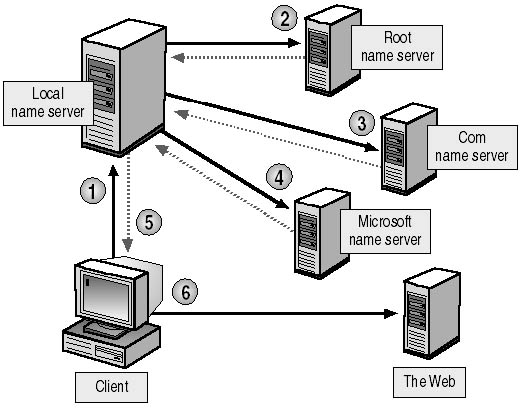 2
Root
name server
Local
name server
3
Com
name server
1
4
5
Microsoft
name server
6
Client
The Web